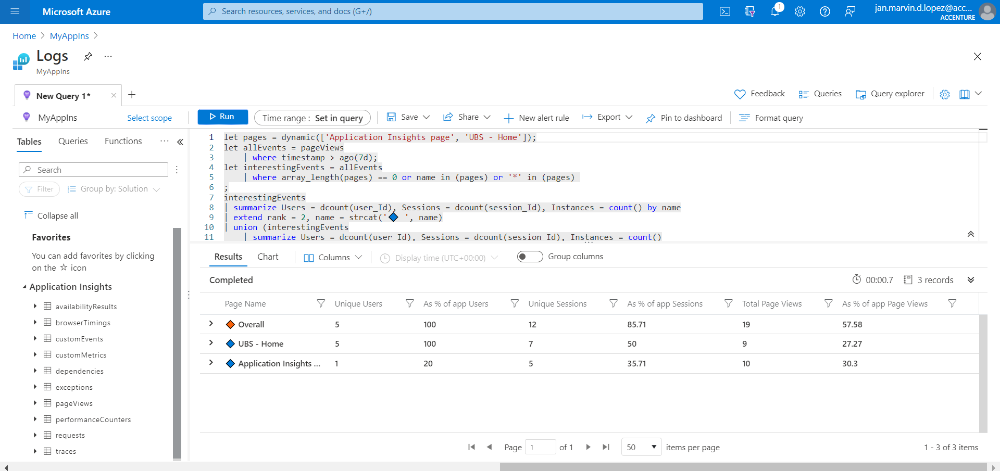 Microsoft Azure
Search resources, services, and docs (G+/)
1
jan.marvin.d.lopez@acc...
ACCENTURE
Home > MyAppIns >
Logs
...
MyAppIns
New Query 1*
Feedback
Queries
Query explorer
MyAppIns
Select scope
Run
Time range : Set in query
Save
Share
New alert rule
Export
Pin to dashboard
Format query
Tables
Queries
Functions
...
Search
Filter
Group by: Solution
Collapse all
Favorites
You can add favorites by clicking
on the ☆ icon
Application Insights
availabilityResults
browserTimings
customEvents
customMetrics
dependencies
exceptions
pageViews
performanceCounters
requests
traces
1 let pages = dynamic(['Application Insights page', 'UBS - Home']);
2 let allEvents = pageViews
3 | where timestamp > ago(7d);
4 let interestingEvents = allEvents
5 | where array_length(pages) == 0 or name in (pages) or '*' in (pages)
6 ;
7 interestingEvents
8 | summarize Users = dcount(user_Id), Sessions = dcount(session_Id), Instances = count() by name
9 | extend rank = 2, name = strcat('🔷 ', name)
10 | union (interestingEvents
11 | summarize Users = dcount(user_Id), Sessions = dcount(session_Id), Instances = count()
Results
Chart
Columns
Display time (UTC+00:00)
Group columns
Completed
00:00.7
3 records
Page Name Unique Users As % of app Users Unique Sessions As % of app Sessions Total Page Views As % of app Page Views
🔶 Overall 5 100 12 85.71 19 57.58
🔷 UBS - Home 5 100 7 50 9 27.27
🔷 Application Insights ... 1 20 5 35.71 10 30.3
Page 1 of 1
50 items per page
1 - 3 of 3 items